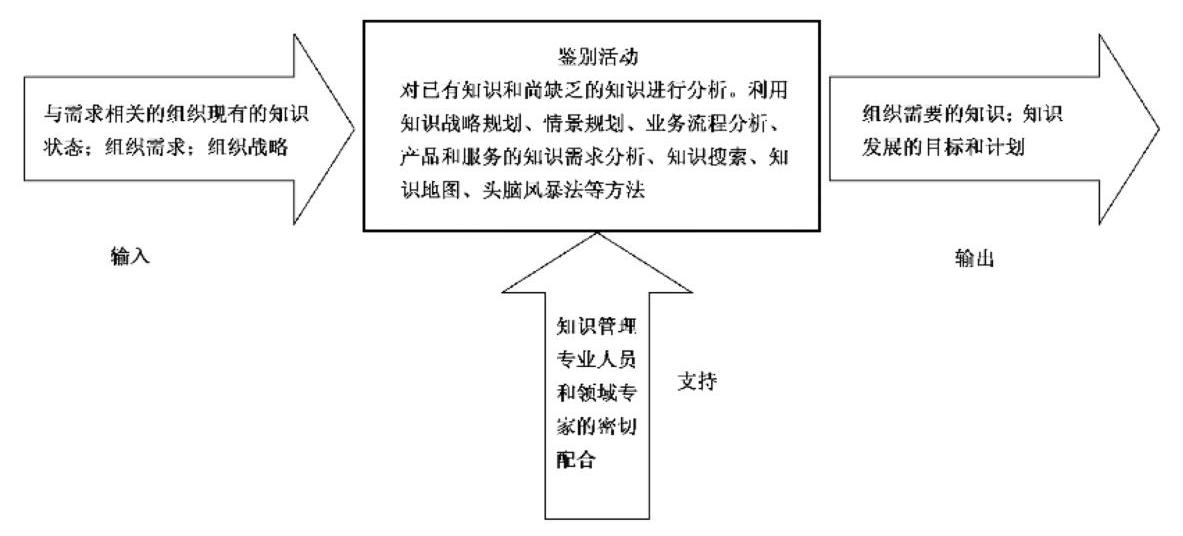 与需求相关的组织现有的知识
状态；组织需求；组织战略
输入
鉴别活动
对已有知识和尚缺乏的知识进行分析。利用
知识战略规划、情景规划、业务流程分析、
产品和服务的知识需求分析、知识搜索、知
识地图、头脑风暴法等方法
组织需要的知识；知识
发展的目标和计划
输出
知识管理
专业人员
和领域专
家的密切
配合
支持